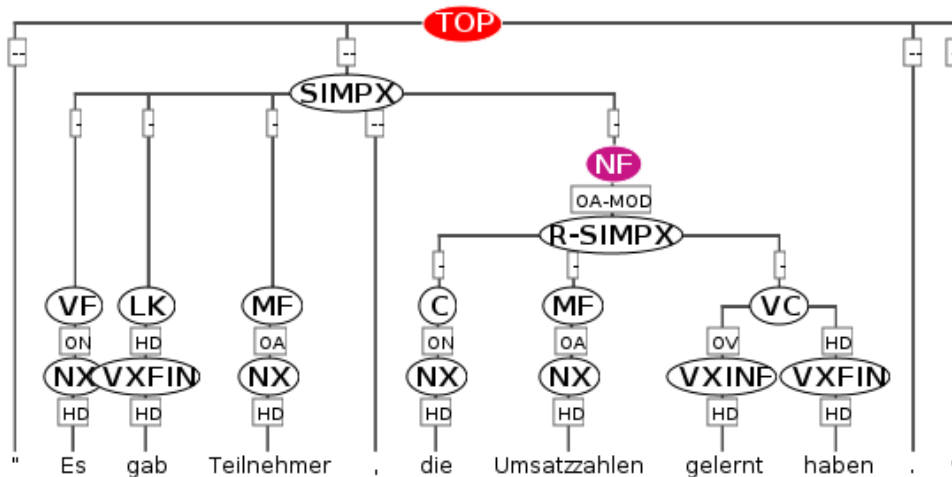 TOP
-- -- -- -
SIMPX
- - - -- -
NF
OA-MOD
R-SIMPX
- - -
VF LK MF C MF VC
ON HD OA ON OA OV HD
NX VXFIN NX NX NX VXINF VXFIN
HD HD HD HD HD HD HD
" Es gab Teilnehmer , die Umsatzzahlen gelernt haben .